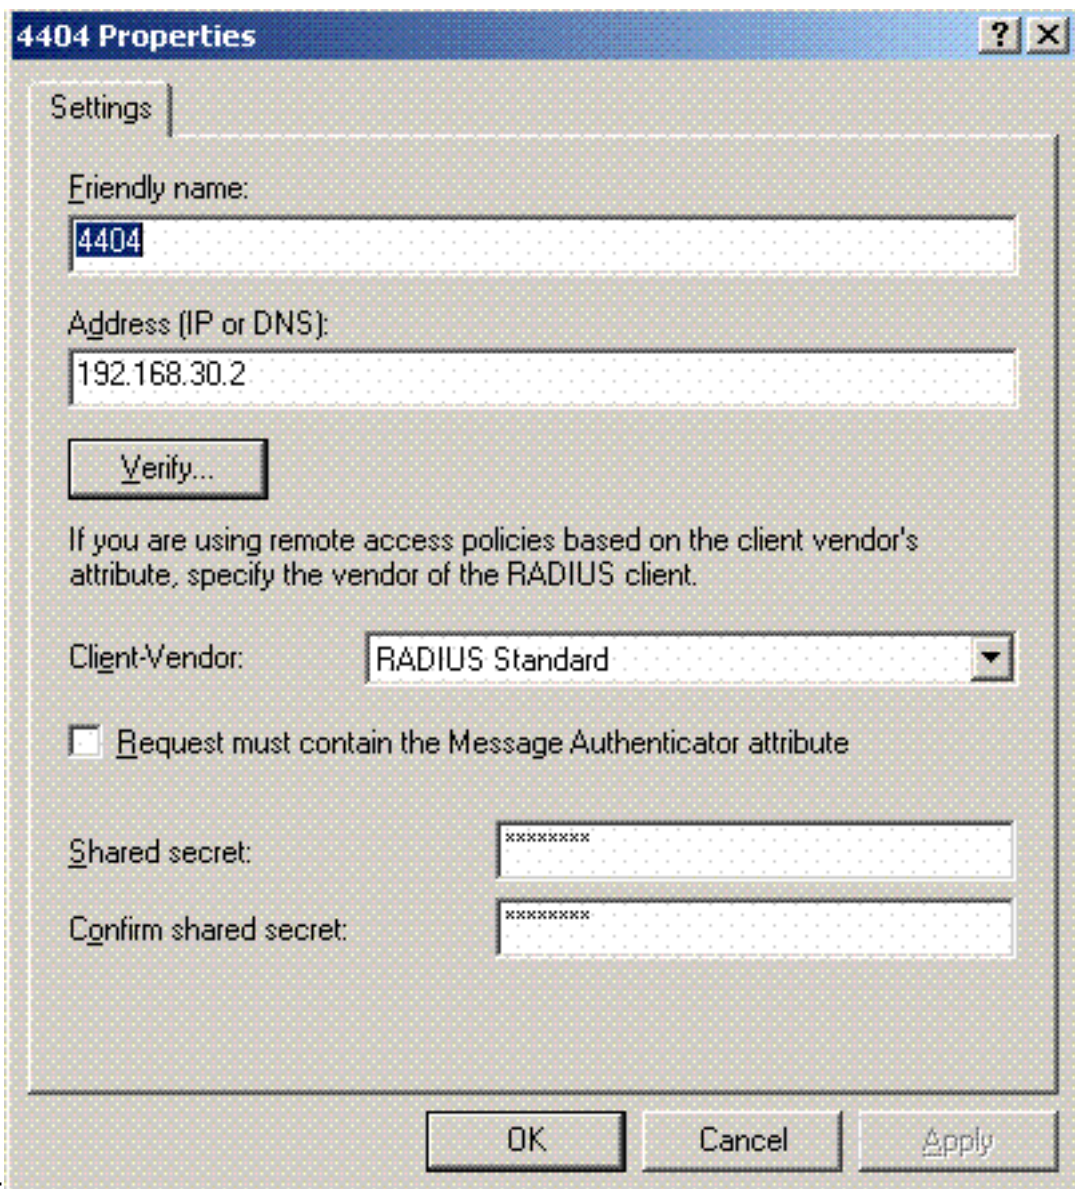 4404 Properties
Settings
Friendly name:
4404
Address (IP or DNS):
192.168.30.2
Verify...
If you are using remote access policies based on the client vendor's
attribute, specify the vendor of the RADIUS client.
Client-Vendor: RADIUS Standard
Request must contain the Message Authenticator attribute
Shared secret: xxxxxxxx
Confirm shared secret: xxxxxxxx
OK Cancel Apply